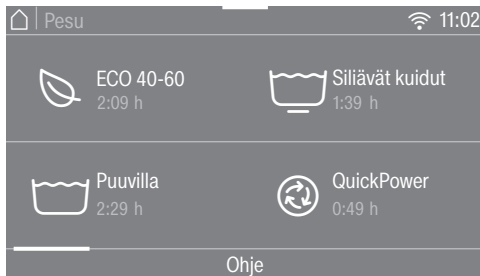 Pesu 11:02
ECO 40-60
2:09 h
Siliävät kuidut
1:39 h
Puuvilla
2:29 h
QuickPower
0:49 h
Ohje